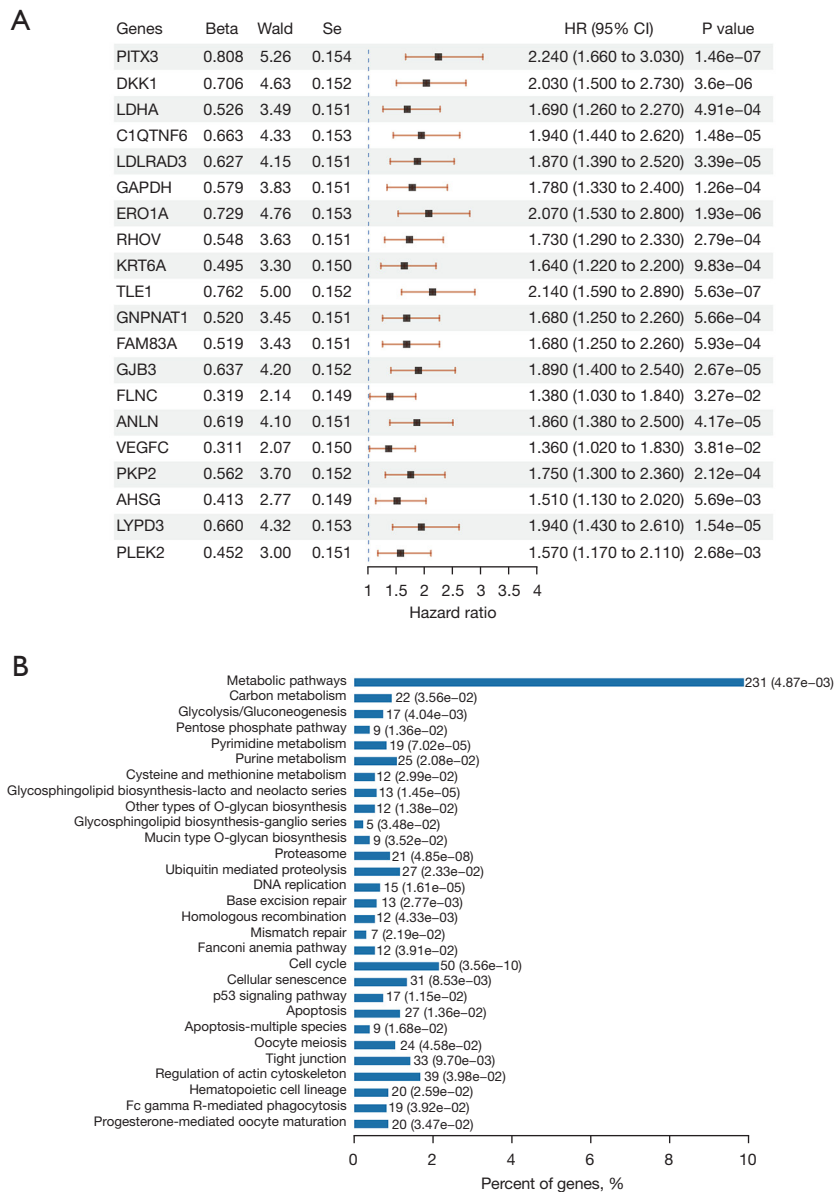 A
Genes Beta Wald Se HR (95% CI) P value
PITX3 0.808 5.26 0.154 2.240 (1.660 to 3.030) 1.46e−07
DKK1 0.706 4.63 0.152 2.030 (1.500 to 2.730) 3.6e−06
LDHA 0.526 3.49 0.151 1.690 (1.260 to 2.270) 4.91e−04
C1QTNF6 0.663 4.33 0.153 1.940 (1.440 to 2.620) 1.48e−05
LDLRAD3 0.627 4.15 0.151 1.870 (1.390 to 2.520) 3.39e−05
GAPDH 0.579 3.83 0.151 1.780 (1.330 to 2.400) 1.26e−04
ERO1A 0.729 4.76 0.153 2.070 (1.530 to 2.800) 1.93e−06
RHOV 0.548 3.63 0.151 1.730 (1.290 to 2.330) 2.79e−04
KRT6A 0.495 3.30 0.150 1.640 (1.220 to 2.200) 9.83e−04
TLE1 0.762 5.00 0.152 2.140 (1.590 to 2.890) 5.63e−07
GNPNAT1 0.520 3.45 0.151 1.680 (1.250 to 2.260) 5.66e−04
FAM83A 0.519 3.43 0.151 1.680 (1.250 to 2.260) 5.93e−04
GJB3 0.637 4.20 0.152 1.890 (1.400 to 2.540) 2.67e−05
FLNC 0.319 2.14 0.149 1.380 (1.030 to 1.840) 3.27e−02
ANLN 0.619 4.10 0.151 1.860 (1.380 to 2.500) 4.17e−05
VEGFC 0.311 2.07 0.150 1.360 (1.020 to 1.830) 3.81e−02
PKP2 0.562 3.70 0.152 1.750 (1.300 to 2.360) 2.12e−04
AHSG 0.413 2.77 0.149 1.510 (1.130 to 2.020) 5.69e−03
LYPD3 0.660 4.32 0.153 1.940 (1.430 to 2.610) 1.54e−05
PLEK2 0.452 3.00 0.151 1.570 (1.170 to 2.110) 2.68e−03
1 1 2 2 3 3 4
Hazard ratio
B
Metabolic pathways 231 (4.87e−03)
Carbon metabolism 22 (3.56e−02)
Glycolysis/Gluconeogenesis 17 (4.04e−03)
Pentose phosphate pathway 9 (1.36e−02)
Pyrimidine metabolism 19 (7.02e−05)
Purine metabolism 25 (2.08e−02)
Cysteine and methionine metabolism 12 (2.99e−02)
Glycosphingolipid biosynthesis-lacto and neolacto series 13 (1.45e−05)
Other types of O-glycan biosynthesis 12 (1.38e−02)
Glycosphingolipid biosynthesis-ganglio series 5 (3.48e−02)
Mucin type O-glycan biosynthesis 9 (3.52e−02)
Proteasome 21 (4.85e−08)
Ubiquitin mediated proteolysis 27 (2.33e−02)
DNA replication 15 (1.61e−05)
Base excision repair 13 (2.77e−03)
Homologous recombination 12 (4.33e−03)
Mismatch repair 7 (2.19e−02)
Fanconi anemia pathway 12 (3.91e−02)
Cell cycle 50 (3.56e−10)
Cellular senescence 31 (8.53e−03)
p53 signaling pathway 17 (1.15e−02)
Apoptosis 27 (1.36e−02)
Apoptosis-multiple species 9 (1.68e−02)
Oocyte meiosis 24 (4.58e−02)
Tight junction 33 (9.70e−03)
Regulation of actin cytoskeleton 39 (3.98e−02)
Hematopoietic cell lineage 20 (2.59e−02)
Fc gamma R-mediated phagocytosis 19 (3.92e−02)
Progesterone-mediated oocyte maturation 20 (3.47e−02)
0 2 4 6 8 10
Percent of genes, %